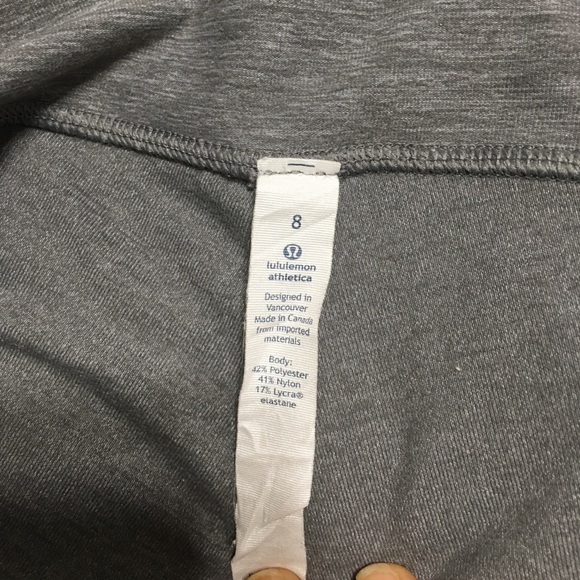 8
lululemon
athletica
Designed in
Vancouver
Made in Canada
from imported
materials
Body:
42% Polyester
41% Nylon
17% Lycra®
elastane